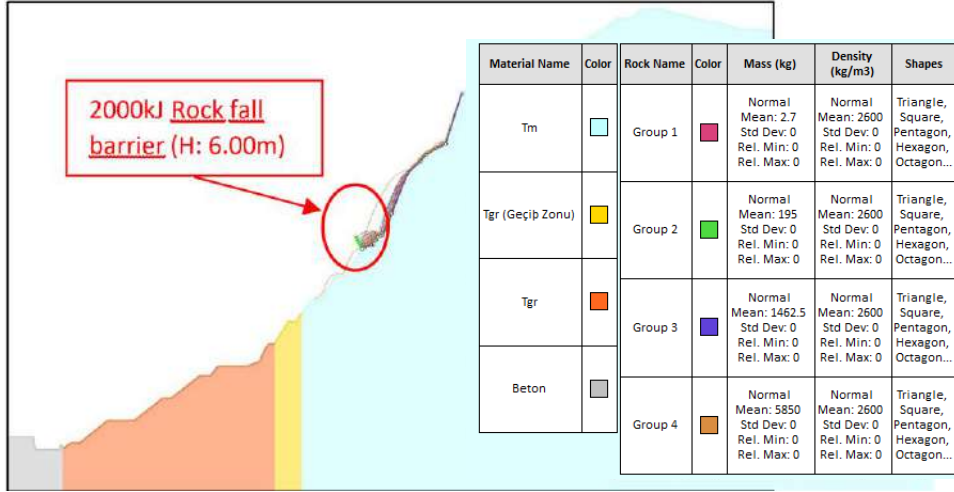 2000kJ Rock fall
barrier (H: 6.00m)
Material Name Color
Tm
Tgr (Geçiþ Zonu)
Tgr
Beton
Rock Name Color Mass (kg) Density (kg/m3) Shapes
Group 1
Normal
Mean: 2.7
Std Dev: 0
Rel. Min: 0
Rel. Max: 0
Normal
Mean: 2600
Std Dev: 0
Rel. Min: 0
Rel. Max: 0
Triangle,
Square,
Pentagon,
Hexagon,
Octagon...
Group 2
Normal
Mean: 195
Std Dev: 0
Rel. Min: 0
Rel. Max: 0
Normal
Mean: 2600
Std Dev: 0
Rel. Min: 0
Rel. Max: 0
Triangle,
Square,
Pentagon,
Hexagon,
Octagon...
Group 3
Normal
Mean: 1462.5
Std Dev: 0
Rel. Min: 0
Rel. Max: 0
Normal
Mean: 2600
Std Dev: 0
Rel. Min: 0
Rel. Max: 0
Triangle,
Square,
Pentagon,
Hexagon,
Octagon...
Group 4
Normal
Mean: 5850
Std Dev: 0
Rel. Min: 0
Rel. Max: 0
Normal
Mean: 2600
Std Dev: 0
Rel. Min: 0
Rel. Max: 0
Triangle,
Square,
Pentagon,
Hexagon,
Octagon...